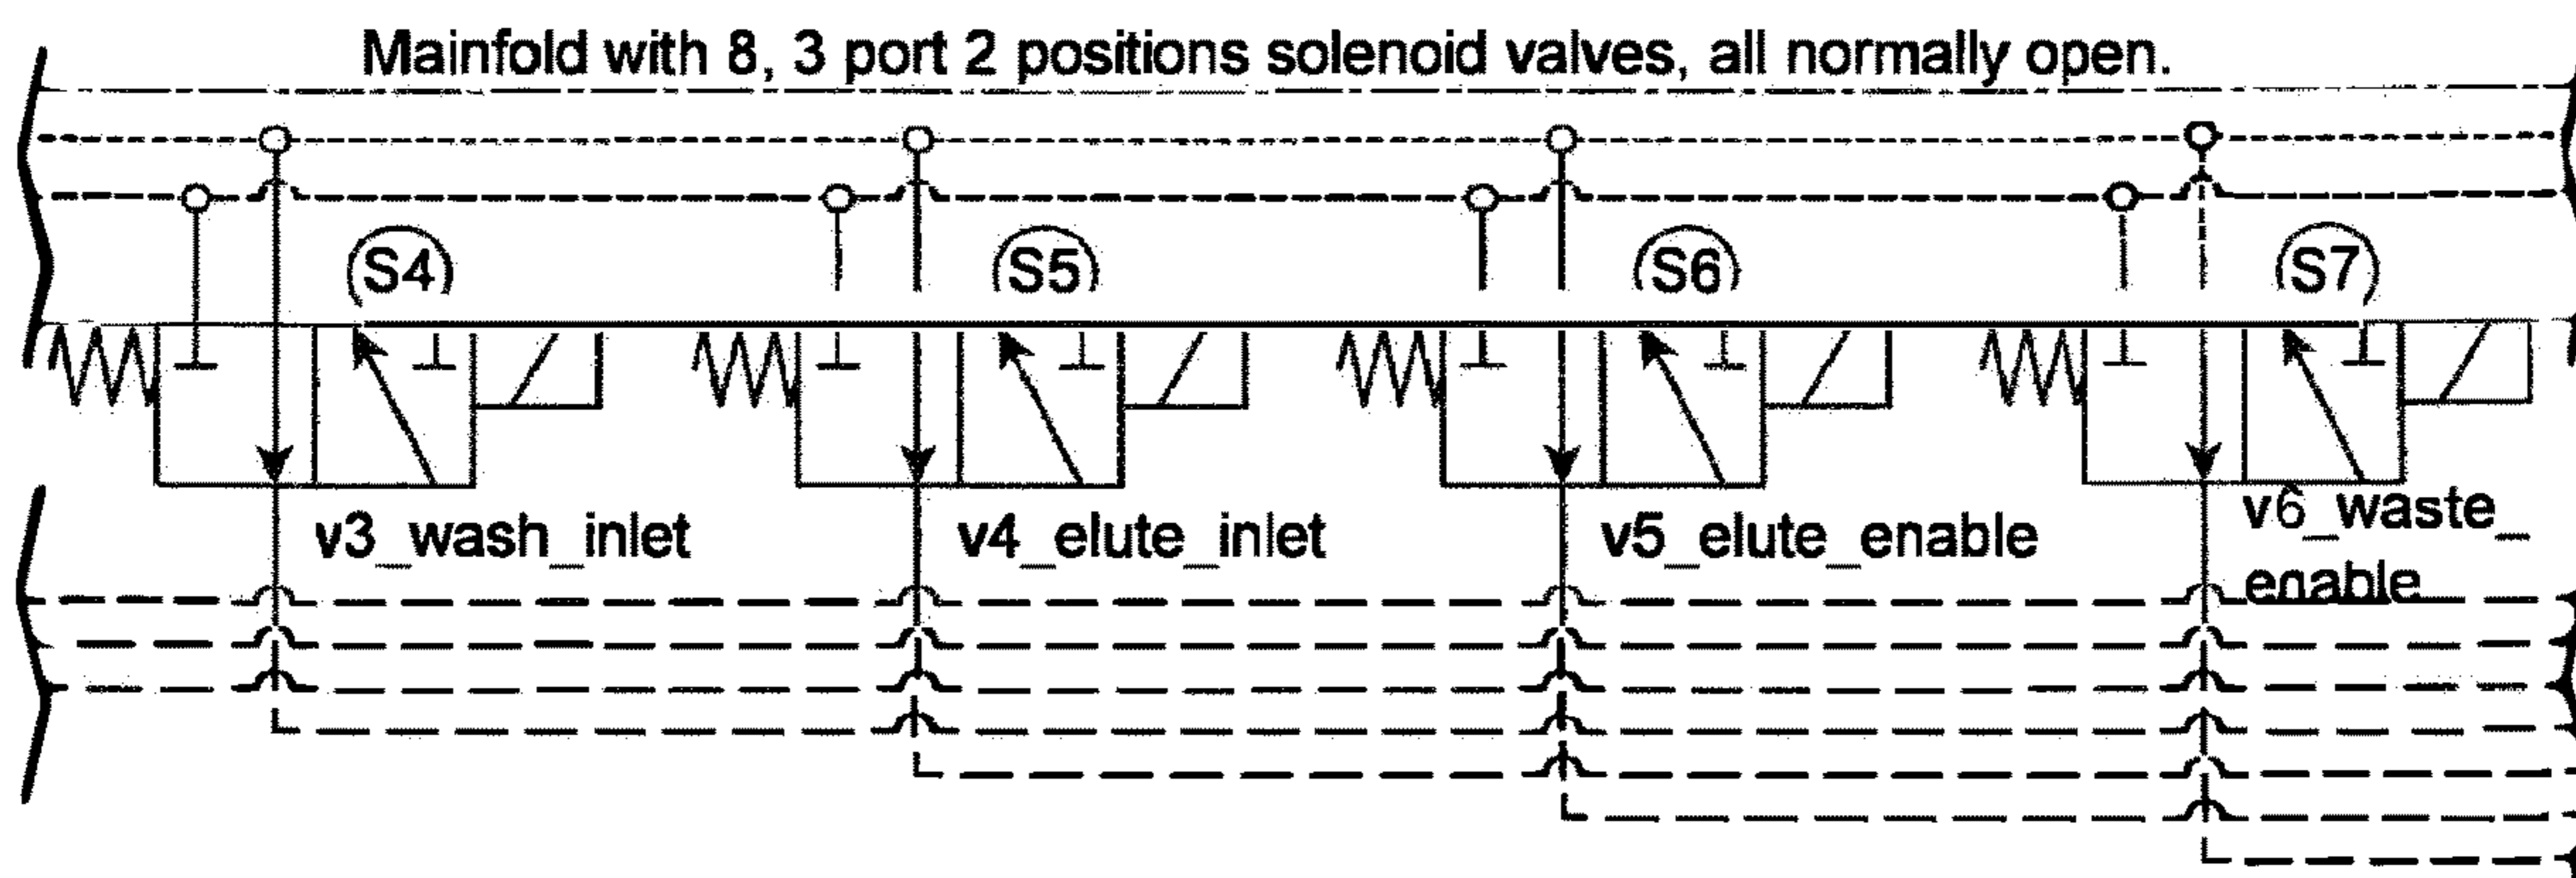 Mainfold with 8, 3 port 2 positions solenoid valves, all normally open.
S4 S5 S6 S7
v3_wash_inlet v4_elute_inlet v5_elute_enable v6_waste_
enable